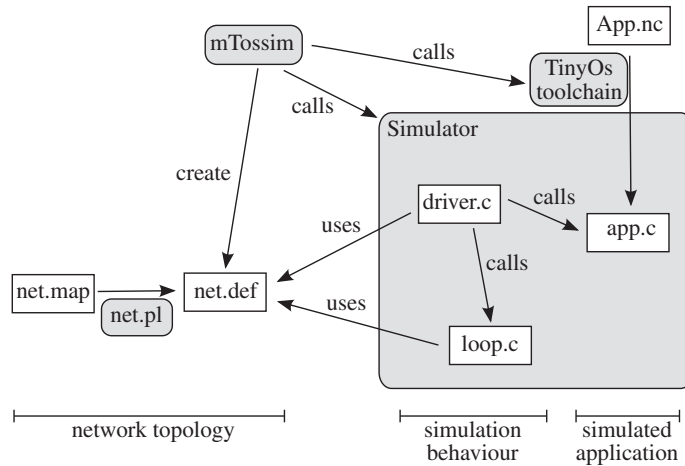 App.nc
mTossim
calls
TinyOs
toolchain
calls
Simulator
create
driver.c
calls
uses
app.c
calls
net.map
net.def
uses
net.pl
loop.c
network topology
simulation
behaviour
simulated
application